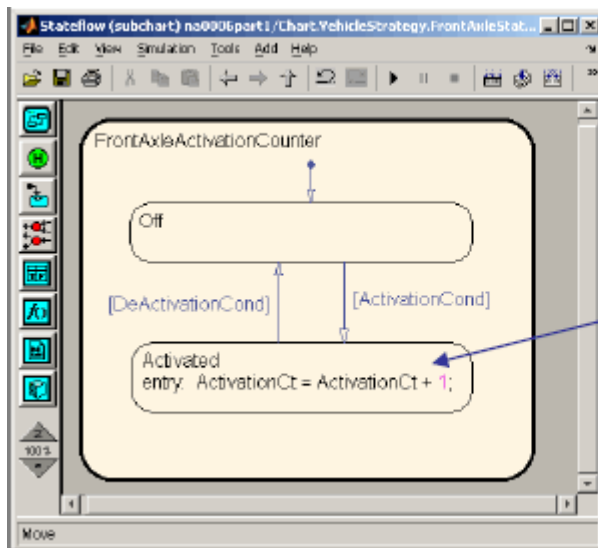 Stateflow (subchart) na0006part1/Chart.VehicleStrategy.FrontAxleStat...
File Edit View Simulation Tools Add Help
FrontAxleActivationCounter
Off
[DeActivationCond]
[ActivationCond]
Activated
entry: ActivationCt = ActivationCt + 1;
100%
Move